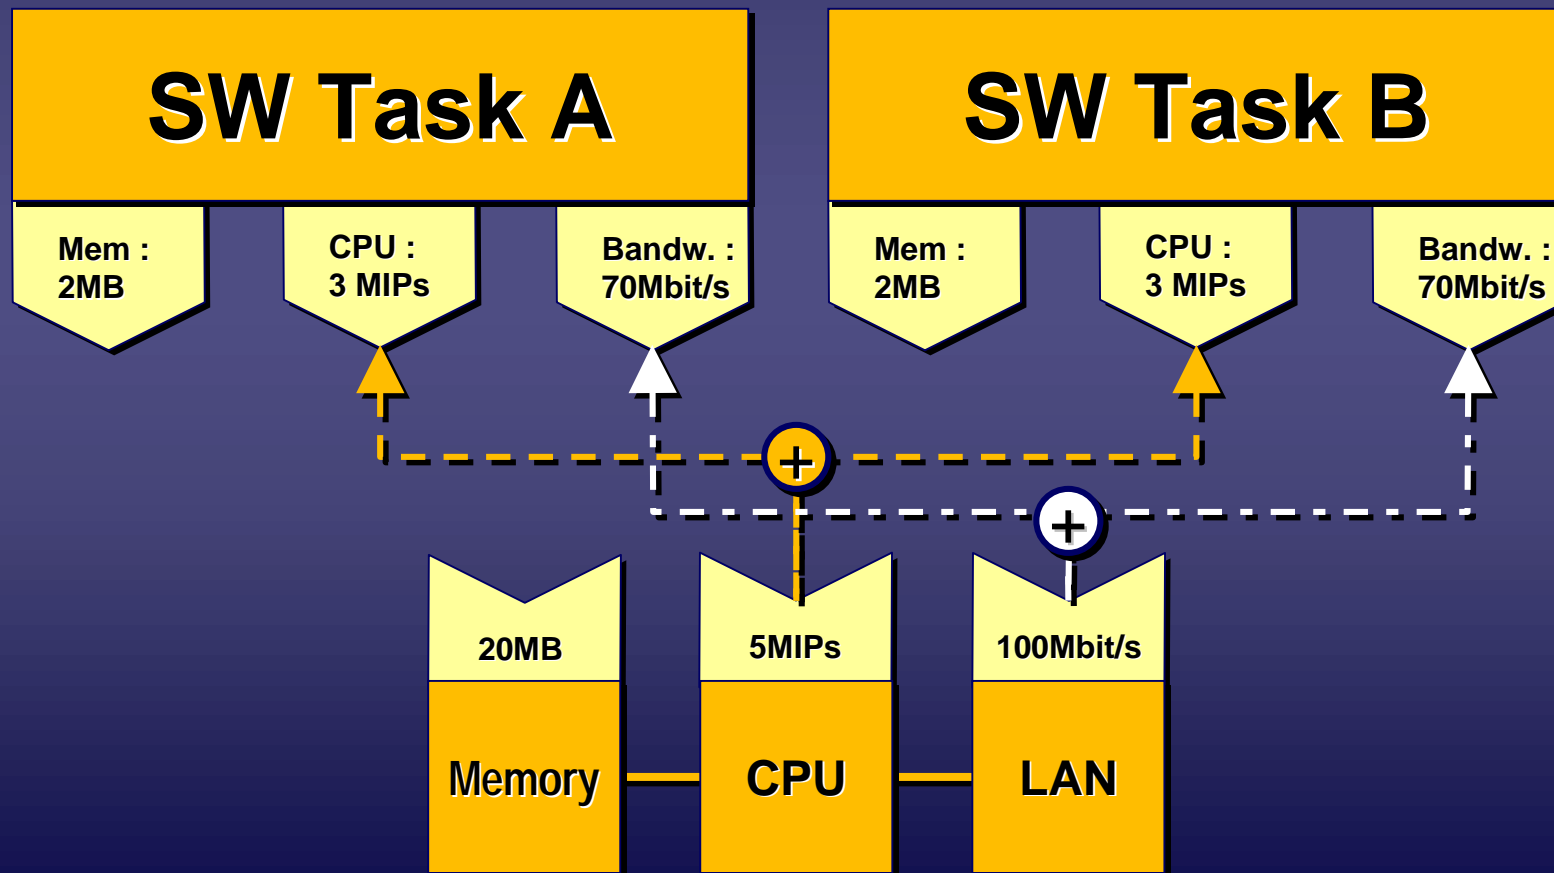 SW Task A
SW Task B
Mem :
2MB
CPU :
3 MIPs
Bandw. :
70Mbit/s
Mem :
2MB
CPU :
3 MIPs
Bandw. :
70Mbit/s
+
+
20MB
5MIPs
100Mbit/s
Memory
CPU
LAN